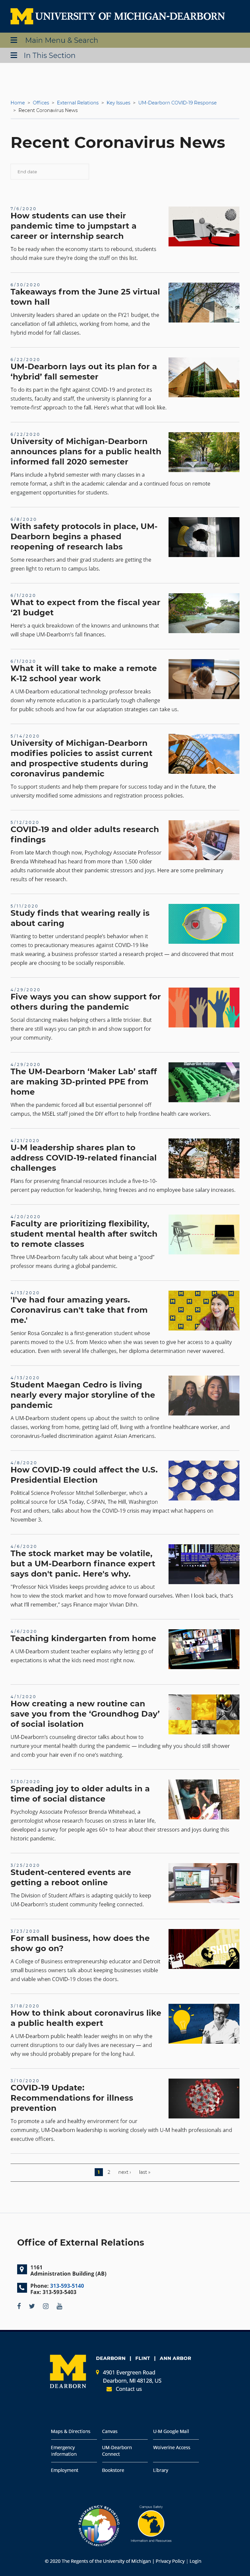 UNIVERSITY OF MICHIGAN-DEARBORN
Main Menu & Search
In This Section
Home > Offices > External Relations > Key Issues > UM-Dearborn COVID-19 Response
> Recent Coronavirus News
Recent Coronavirus News
End date
7/6/2020
How students can use their
pandemic time to jumpstart a
career or internship search
To be ready when the economy starts to rebound, students
should make sure they're doing the stuff on this list.
6/30/2020
Takeaways from the June 25 virtual
town hall
University leaders shared an update on the FY21 budget, the
cancellation of fall athletics, working from home, and the
hybrid model for fall classes.
6/22/2020
UM-Dearborn lays out its plan for a
'hybrid' fall semester
To do its part in the fight against COVID-19 and protect its
students, faculty and staff, the university is planning for a
'remote-first' approach to the fall. Here's what that will look like.
6/22/2020
University of Michigan-Dearborn
announces plans for a public health
informed fall 2020 semester
Plans include a hybrid semester with many classes in a
remote format, a shift in the academic calendar and a continued focus on remote
engagement opportunities for students.
6/8/2020
With safety protocols in place, UM-
Dearborn begins a phased
reopening of research labs
Some researchers and their grad students are getting the
green light to return to campus labs.
6/1/2020
What to expect from the fiscal year
'21 budget
Here's a quick breakdown of the knowns and unknowns that
will shape UM-Dearborn's fall finances.
6/1/2020
What it will take to make a remote
K-12 school year work
A UM-Dearborn educational technology professor breaks
down why remote education is a particularly tough challenge
for public schools and how far our adaptation strategies can take us.
5/14/2020
University of Michigan-Dearborn
modifies policies to assist current
and prospective students during
coronavirus pandemic
To support students and help them prepare for success today and in the future, the
university modified some admissions and registration process policies.
5/12/2020
COVID-19 and older adults research
findings
From late March though now, Psychology Associate Professor
Brenda Whitehead has heard from more than 1,500 older
adults nationwide about their pandemic stressors and joys. Here are some preliminary
results of her research.
5/11/2020
Study finds that wearing really is
about caring
Wanting to better understand people's behavior when it
comes to precautionary measures against COVID-19 like
mask wearing, a business professor started a research project — and discovered that most
people are choosing to be socially responsible.
4/29/2020
Five ways you can show support for
others during the pandemic
Social distancing makes helping others a little trickier. But
there are still ways you can pitch in and show support for
your community.
4/29/2020
The UM-Dearborn 'Maker Lab' staff
are making 3D-printed PPE from
home
When the pandemic forced all but essential personnel off
campus, the MSEL staff joined the DIY effort to help frontline health care workers.
4/21/2020
U-M leadership shares plan to
address COVID-19-related financial
challenges
Plans for preserving financial resources include a five-to-10-
percent pay reduction for leadership, hiring freezes and no employee base salary increases.
4/20/2020
Faculty are prioritizing flexibility,
student mental health after switch
to remote classes
Three UM-Dearborn faculty talk about what being a "good"
professor means during a global pandemic.
4/13/2020
'I've had four amazing years.
Coronavirus can't take that from
me.'
Senior Rosa Gonzalez is a first-generation student whose
parents moved to the U.S. from Mexico when she was seven to give her access to a quality
education. Even with several life challenges, her diploma determination never wavered.
4/13/2020
Student Maegan Cedro is living
nearly every major storyline of the
pandemic
A UM-Dearborn student opens up about the switch to online
classes, working from home, getting laid off, living with a frontline healthcare worker, and
coronavirus-fueled discrimination against Asian Americans.
4/8/2020
How COVID-19 could affect the U.S.
Presidential Election
Political Science Professor Mitchel Sollenberger, who's a
political source for USA Today, C-SPAN, The Hill, Washington
Post and others, talks about how the COVID-19 crisis may impact what happens on
November 3.
4/6/2020
The stock market may be volatile,
but a UM-Dearborn finance expert
says don't panic. Here's why.
"Professor Nick Vlisides keeps providing advice to us about
how to view the stock market and how to move forward ourselves. When I look back, that's
what I'll remember," says Finance major Vivian Dihn.
4/6/2020
Teaching kindergarten from home
A UM-Dearborn student teacher explains why letting go of
expectations is what kids need most right now.
4/1/2020
How creating a new routine can
save you from the 'Groundhog Day'
of social isolation
UM-Dearborn's counseling director talks about how to
nurture your mental health during the pandemic — including why you should still shower
and comb your hair even if no one's watching.
3/30/2020
Spreading joy to older adults in a
time of social distance
Psychology Associate Professor Brenda Whitehead, a
gerontologist whose research focuses on stress in later life,
developed a survey for people ages 60+ to hear about their stressors and joys during this
historic pandemic.
3/25/2020
Student-centered events are
getting a reboot online
The Division of Student Affairs is adapting quickly to keep
UM-Dearborn's student community feeling connected.
3/23/2020
For small business, how does the
show go on?
A College of Business entrepreneurship educator and Detroit
small business owners talk about keeping businesses visible
and viable when COVID-19 closes the doors.
3/18/2020
How to think about coronavirus like
a public health expert
A UM-Dearborn public health leader weighs in on why the
current disruptions to our daily lives are necessary — and
why we should probably prepare for the long haul.
3/10/2020
COVID-19 Update:
Recommendations for illness
prevention
To promote a safe and healthy environment for our
community, UM-Dearborn leadership is working closely with U-M health professionals and
executive officers.
1 2 next › last »
Office of External Relations
1161
Administration Building (AB)
Phone: 313-593-5140
Fax: 313-593-5403
DEARBORN | FLINT | ANN ARBOR
DEARBORN
4901 Evergreen Road
Dearborn, MI 48128, US
Contact us
Maps & Directions Canvas U-M Google Mail
Emergency Information UM-Dearborn Connect Wolverine Access
Employment Bookstore Library
Campus Safety
Information and Resources
© 2020 The Regents of the University of Michigan | Privacy Policy | Login